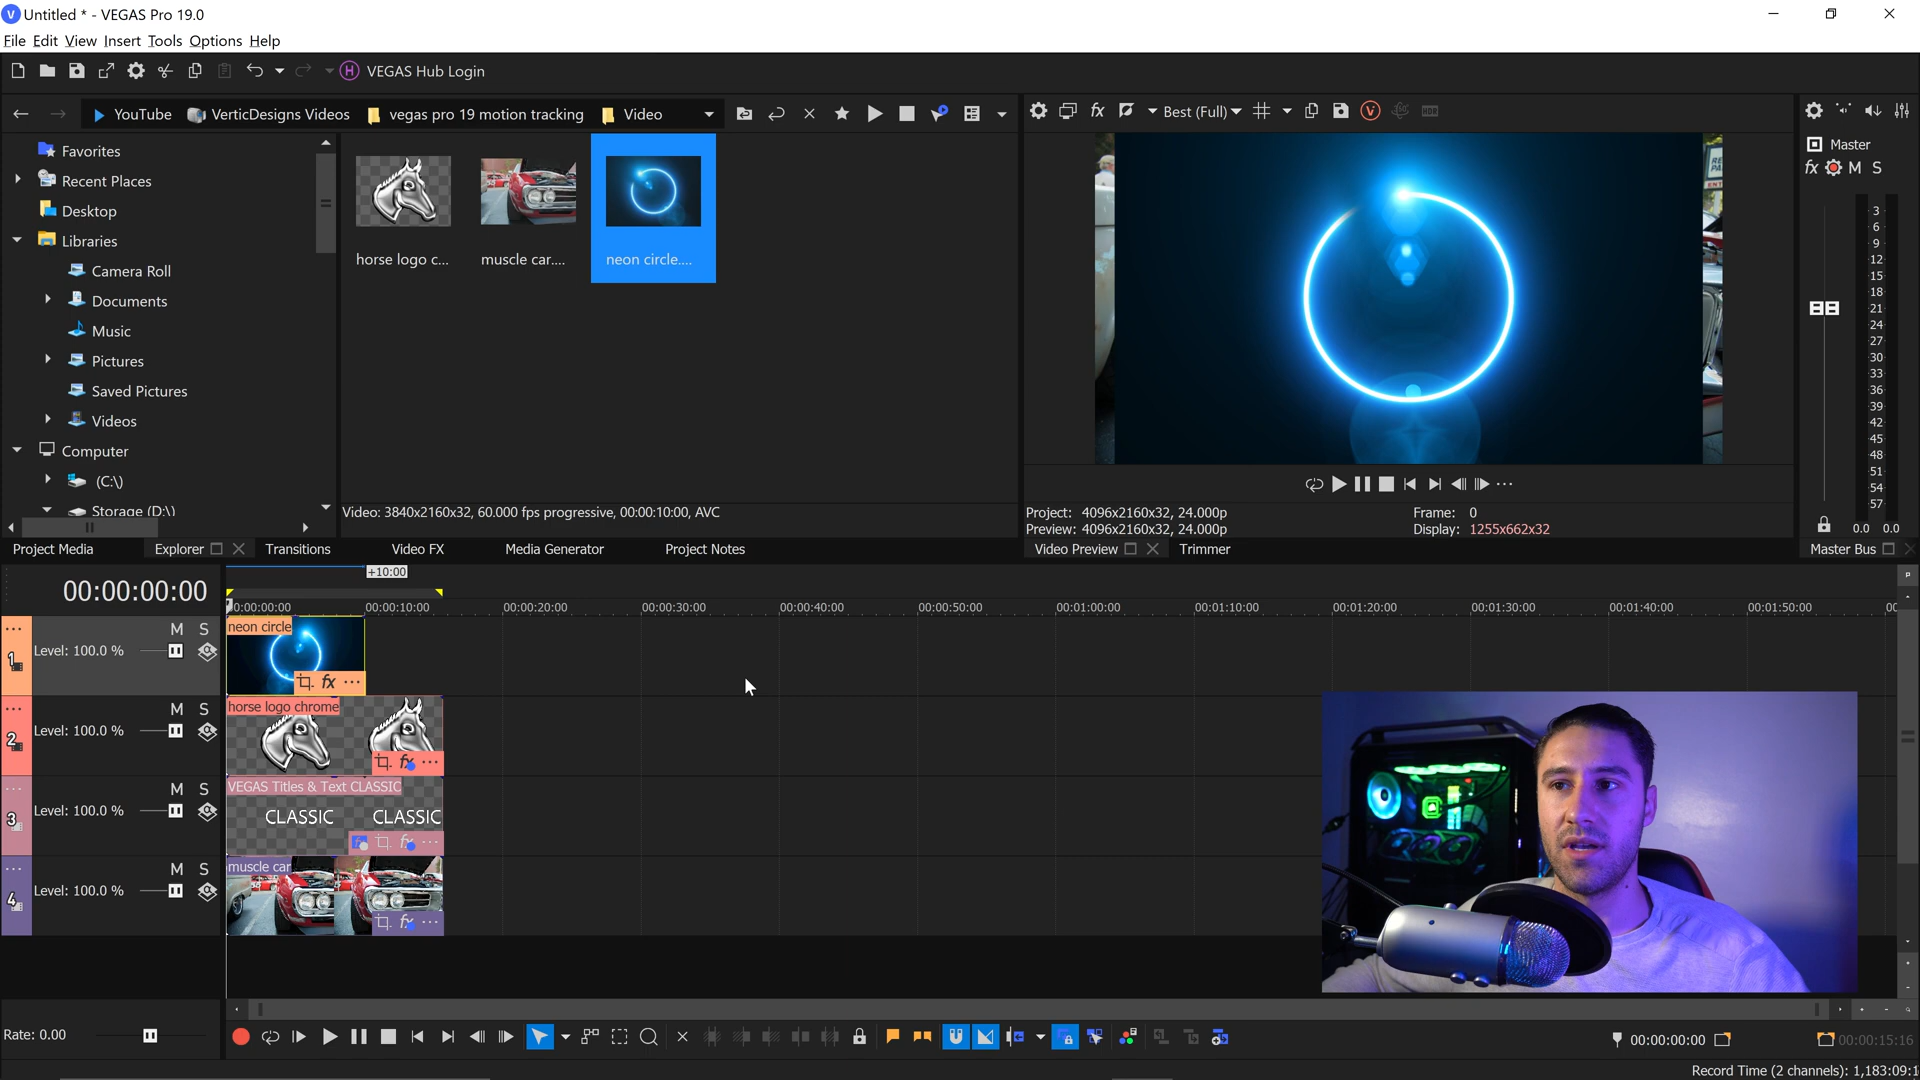 Untitled * - VEGAS Pro 19.0
File Edit View Insert Tools Options Help
VEGAS Hub Login
YouTube VerticDesigns Videos vegas pro 19 motion tracking Video
Best (Full)
Favorites
Recent Places
Desktop
Libraries
Camera Roll
Documents
Music
Pictures
Saved Pictures
Videos
Computer
(C:\)
Storage (D:\)
horse logo c...
muscle car....
neon circle....
Video: 3840x2160x32, 60.000 fps progressive, 00:00:10:00, AVC
Project: 4096x2160x32, 24.000p
Preview: 4096x2160x32, 24.000p
Frame: 0
Display: 1255x662x32
Master
fx M S
3
6
9
12
15
18
21
24
27
30
33
36
39
42
45
48
51
54
57
0.0 0.0
Project Media Explorer Transitions Video FX Media Generator Project Notes
Video Preview Trimmer
Master Bus
+10:00
00:00:00:00
0:00:00:00 00:00:10:00 00:00:20:00 00:00:30:00 00:00:40:00 00:00:50:00 00:01:00:00 00:01:10:00 00:01:20:00 00:01:30:00 00:01:40:00 00:01:50:00 00
1
M S
Level: 100.0 %
neon circle
fx
2
M S
Level: 100.0 %
horse logo chrome
fx
3
M S
Level: 100.0 %
VEGAS Titles & Text CLASSIC
CLASSIC CLASSIC
fx
4
M S
Level: 100.0 %
muscle car
fx
Rate: 0.00
00:00:00:00
00:00:15:16
Record Time (2 channels): 1,183:09:1